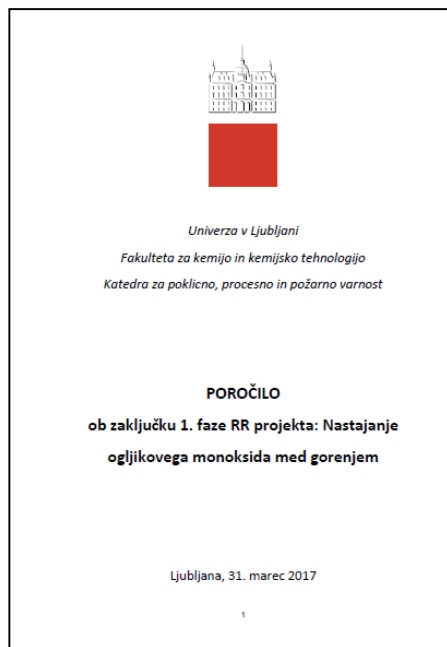 Univerza v Ljubljani
Fakulteta za kemijo in kemijsko tehnologijo
Katedra za poklicno, procesno in požarno varnost
POROČILO
ob zaključku 1. faze RR projekta: Nastajanje
ogljikovega monoksida med gorenjem
Ljubljana, 31. marec 2017
1